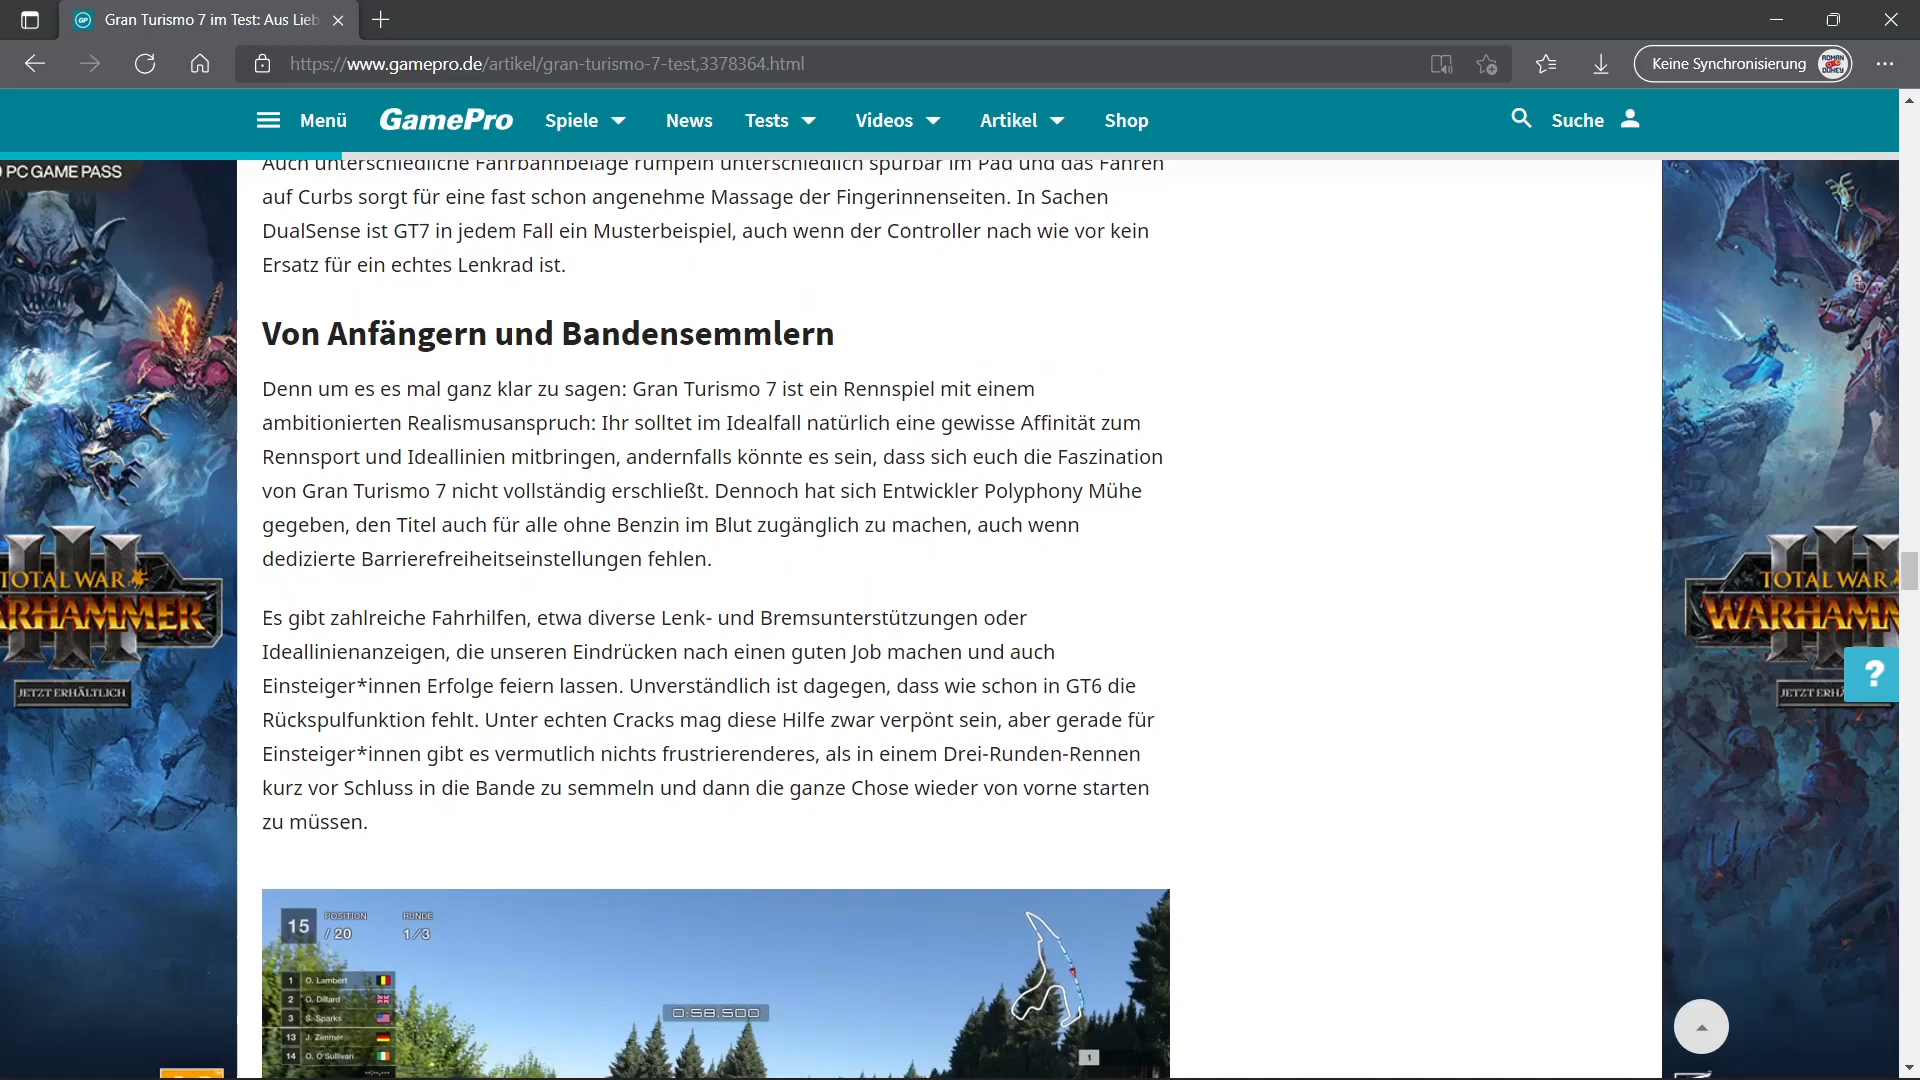 Gran Turismo 7 im Test: Aus Lieb
https://www.gamepro.de/artikel/gran-turismo-7-test,3378364.html
Keine Synchronisierung
Menü GamePro Spiele News Tests Videos Artikel Shop Suche
PC GAME PASS
Auch unterschiedliche Fahrbahnbeläge rumpeln unterschiedlich spürbar im Pad und das Fahren
auf Curbs sorgt für eine fast schon angenehme Massage der Fingerinnenseiten. In Sachen
DualSense ist GT7 in jedem Fall ein Musterbeispiel, auch wenn der Controller nach wie vor kein
Ersatz für ein echtes Lenkrad ist.
Von Anfängern und Bandensemmlern
Denn um es es mal ganz klar zu sagen: Gran Turismo 7 ist ein Rennspiel mit einem
ambitionierten Realismusanspruch: Ihr solltet im Idealfall natürlich eine gewisse Affinität zum
Rennsport und Ideallinien mitbringen, andernfalls könnte es sein, dass sich euch die Faszination
von Gran Turismo 7 nicht vollständig erschließt. Dennoch hat sich Entwickler Polyphony Mühe
gegeben, den Titel auch für alle ohne Benzin im Blut zugänglich zu machen, auch wenn
dedizierte Barrierefreiheitseinstellungen fehlen.
Es gibt zahlreiche Fahrhilfen, etwa diverse Lenk- und Bremsunterstützungen oder
Ideallinienanzeigen, die unseren Eindrücken nach einen guten Job machen und auch
Einsteiger*innen Erfolge feiern lassen. Unverständlich ist dagegen, dass wie schon in GT6 die
Rückspulfunktion fehlt. Unter echten Cracks mag diese Hilfe zwar verpönt sein, aber gerade für
Einsteiger*innen gibt es vermutlich nichts frustrierenderes, als in einem Drei-Runden-Rennen
kurz vor Schluss in die Bande zu semmeln und dann die ganze Chose wieder von vorne starten
zu müssen.
TOTAL WAR
ARHAMMER
III
JETZT ERHÄLTLICH
TOTAL WAR
WARHAMM
III
JETZT ERHÄ
?
15 POSITION / 20 RUNDE 1/3
1 O. Lambert
2 O. Dillard
3 S. Sparks
13 J. Zimmer
14 O. O'Sullivan
0:58,500
1